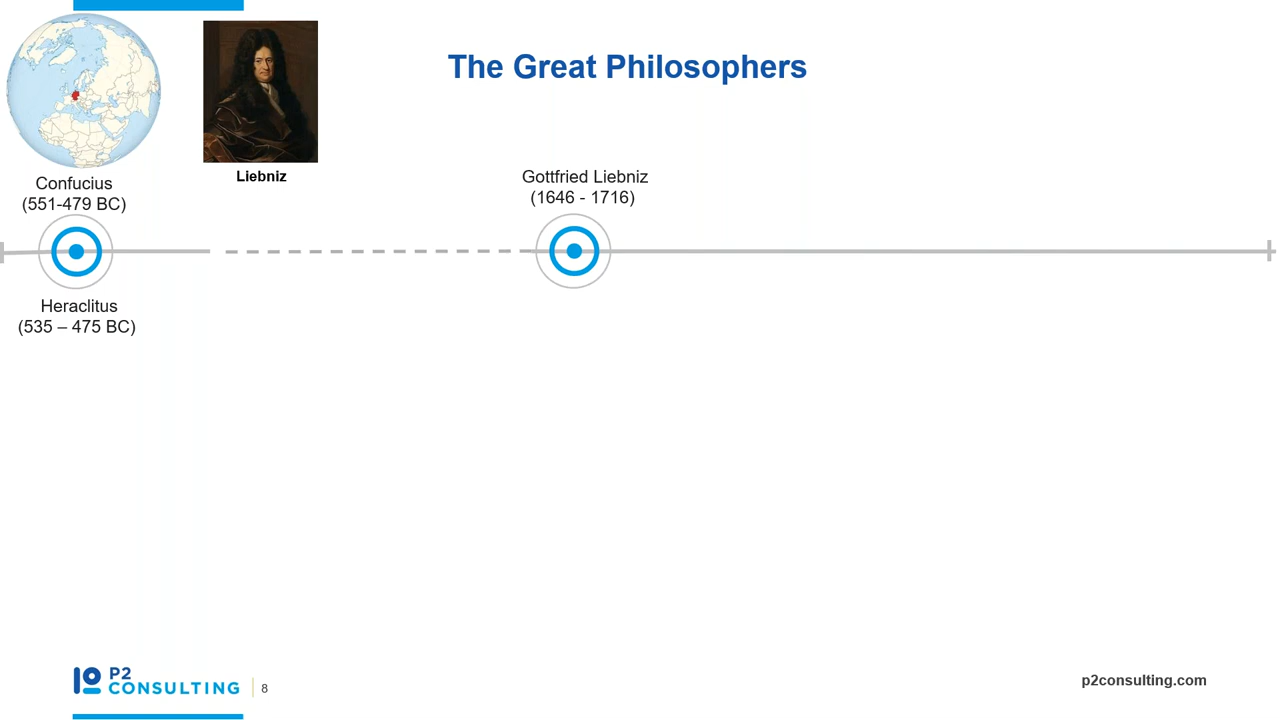 The Great Philosophers
Liebniz
Confucius
(551-479 BC)
Gottfried Liebniz
(1646 - 1716)
Heraclitus
(535 – 475 BC)
P2
CONSULTING
8
p2consulting.com